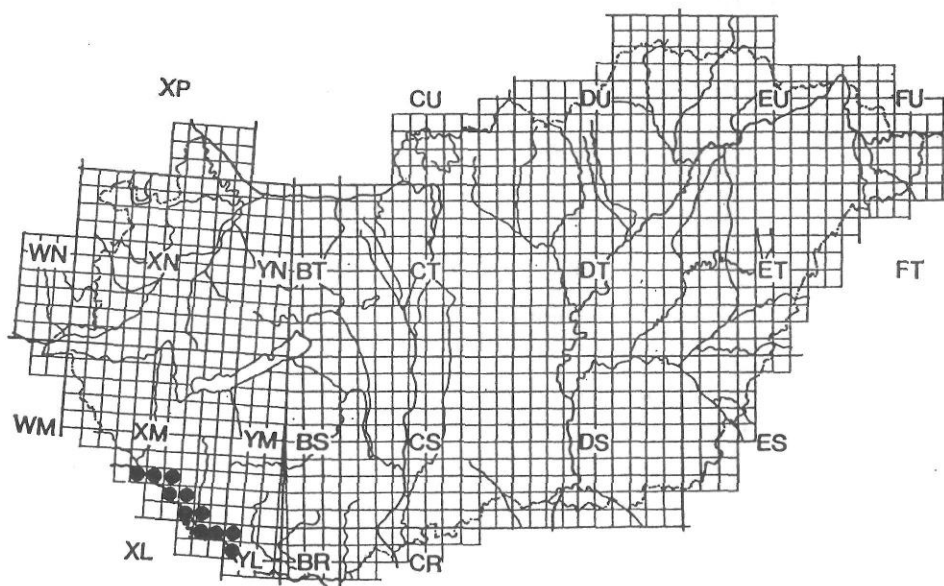 XP CU DU EU FU
WN XN YN BT CT DT ET FT
WM XM YM BS CS DS ES
XL YL BR CR